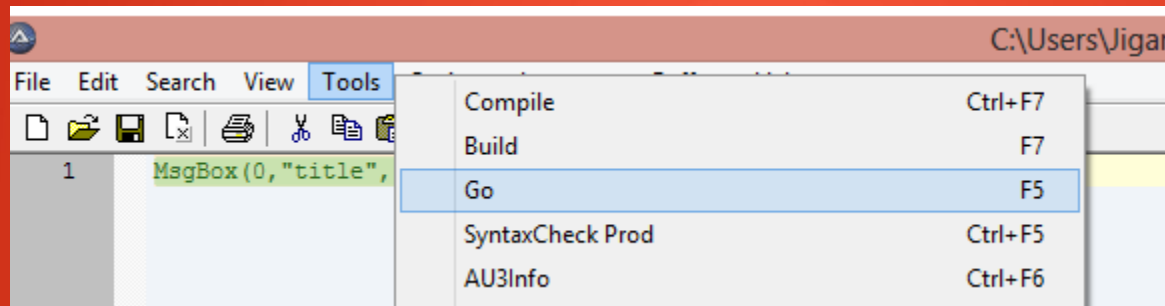 C:\Users\Jigar
File Edit Search View Tools
Compile Ctrl+F7
Build F7
1 MsgBox(0,"title",
Go F5
SyntaxCheck Prod Ctrl+F5
AU3Info Ctrl+F6